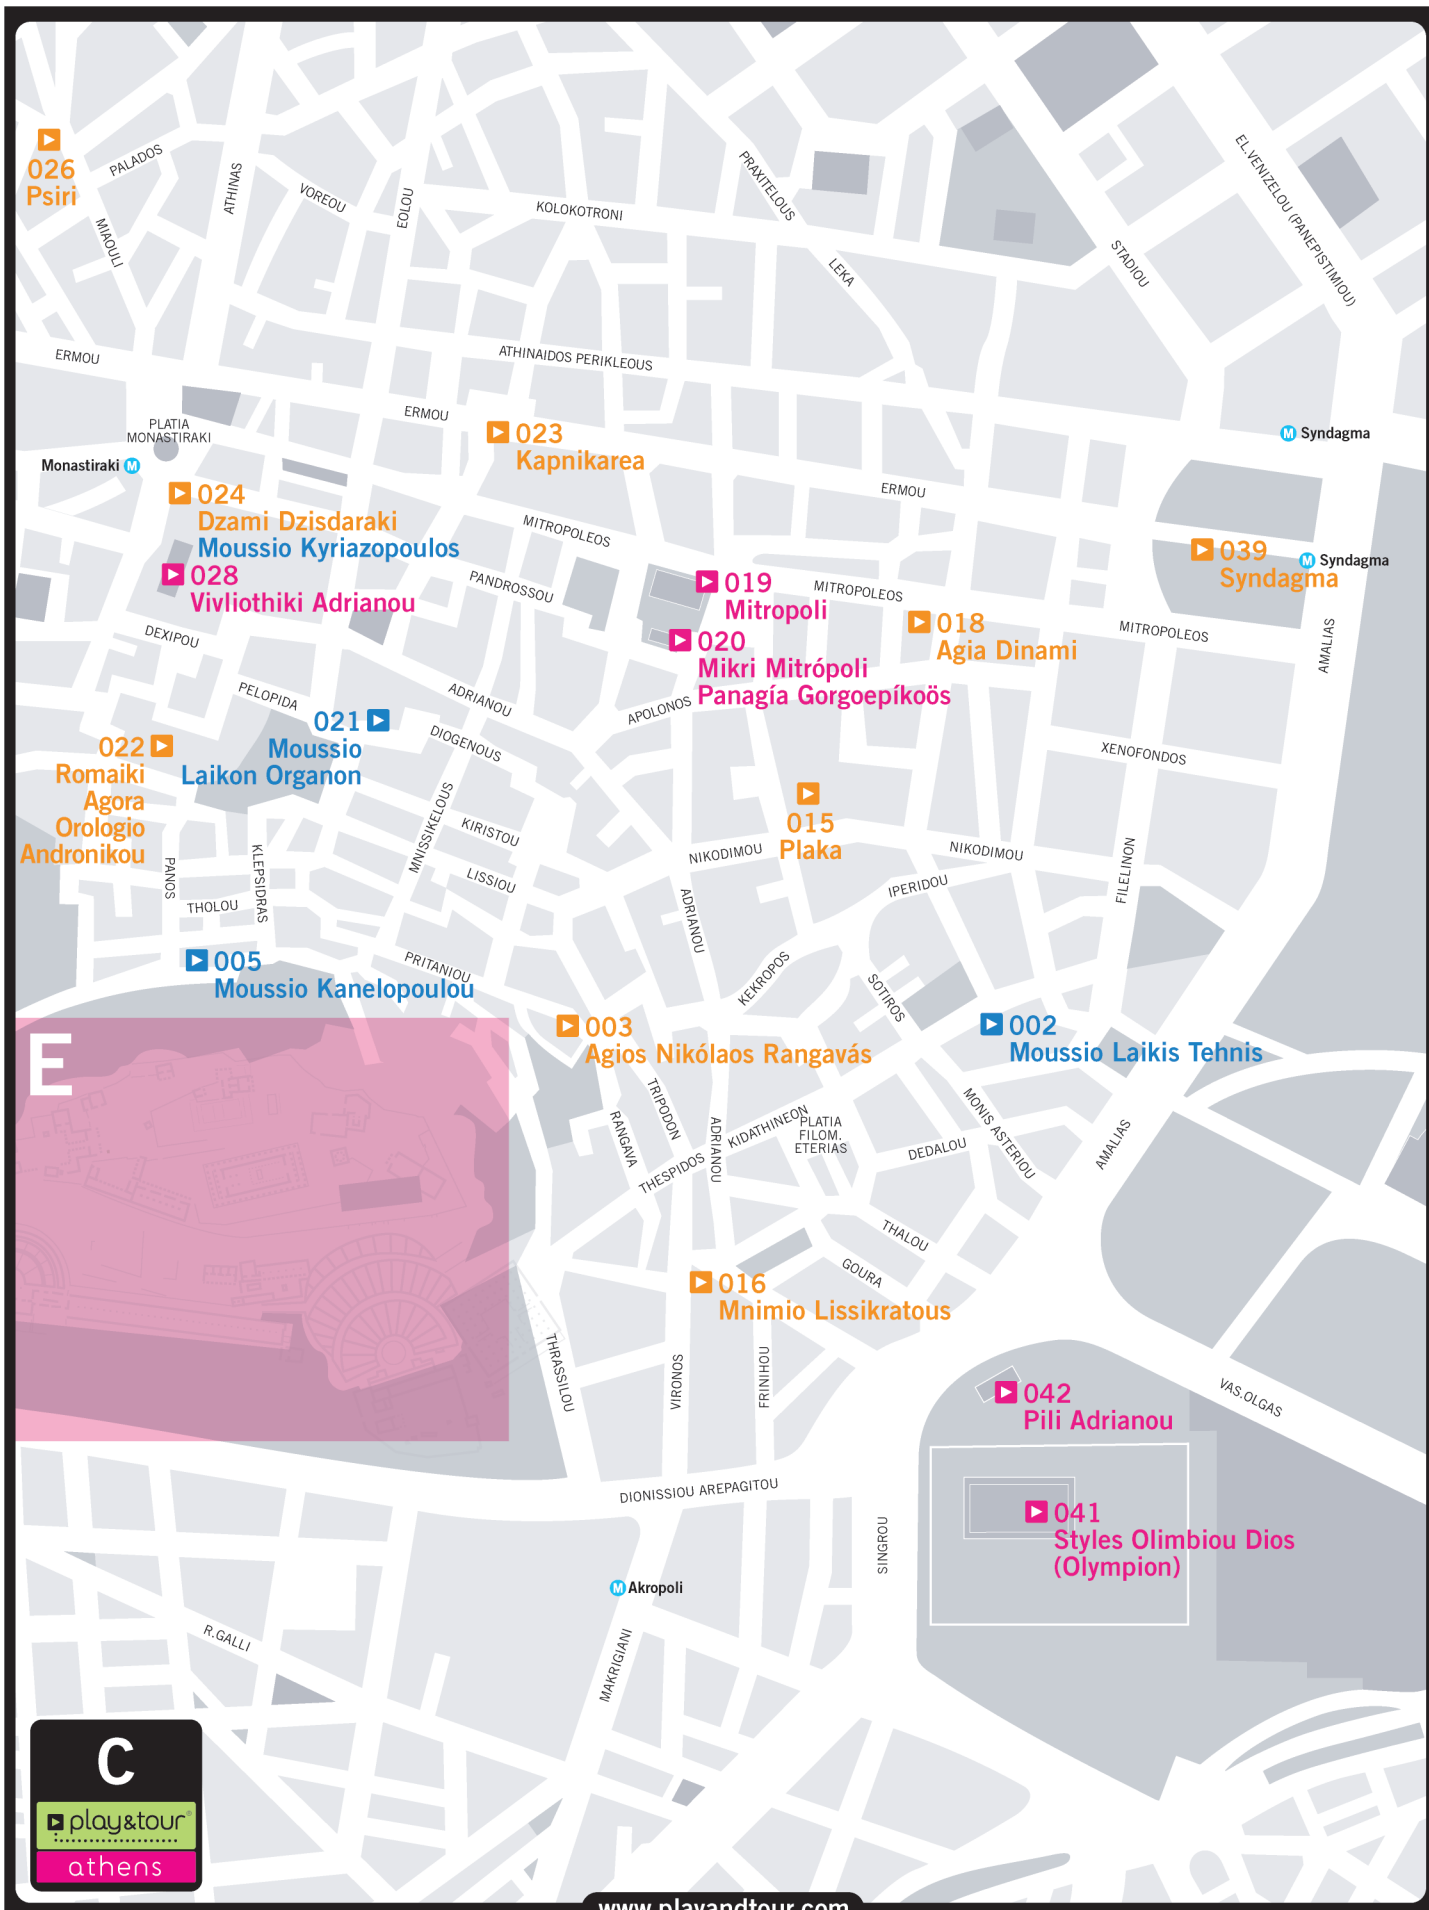 026
Psiri
PALADOS
MIAOULI
ATHINAS
VOREOU
EOLOU
KOLOKOTRONI
PRAXITELOUS
LEKA
STADIOU
EL.VENIZELOU (PANEPISTIMIOU)
ERMOU
ATHINAIDOS PERIKLEOUS
PLATIA
MONASTIRAKI
Monastiraki M
ERMOU
023
Kapnikarea
M Syndagma
ERMOU
024
Dzami Dzisdaraki
Moussio Kyriazopoulos
028
Vivliothiki Adrianou
MITROPOLEOS
PANDROSSOU
019
Mitropoli
MITROPOLEOS
039
Syndagma
M Syndagma
018
Agia Dinami
MITROPOLEOS
AMALIAS
020
Mikri Mitrópoli
Panagía Gorgoepíkoös
DEXIPOU
PELOPIDA
ADRIANOU
APOLONOS
021
Moussio
Laikon Organon
DIOGENOUS
022
Romaiki
Agora
Orologio
Andronikou
XENOFONDOS
MNISSIKELOUS
KIRISTOU
LISSIOU
015
Plaka
NIKODIMOU
NIKODIMOU
IPERIDOU
FILELINON
PANOS
KLEPSIDRAS
THOLOU
ADRIANOU
005
Moussio Kanelopoulou
PRITANIOU
KEKROPOS
SOTIROS
003
Agios Nikólaos Rangavás
002
Moussio Laikis Tehnis
E
TRIPODON
RANGAVA
ADRIANOU
KIDATHINEON
PLATIA
FILOM.
ETERIAS
THESPIDOS
DEDALOU
MONIS ASTERIOU
AMALIAS
THALOU
GOURA
016
Mnimio Lissikratous
THRASSILOU
VIRONOS
FRINIHOU
042
Pili Adrianou
VAS.OLGAS
DIONISSIOU AREPAGITOU
SINGROU
041
Styles Olimbiou Dios
(Olympion)
M Akropoli
R.GALLI
MAKRIGIANI
C
play&tour®
athens
www.playandtour.com